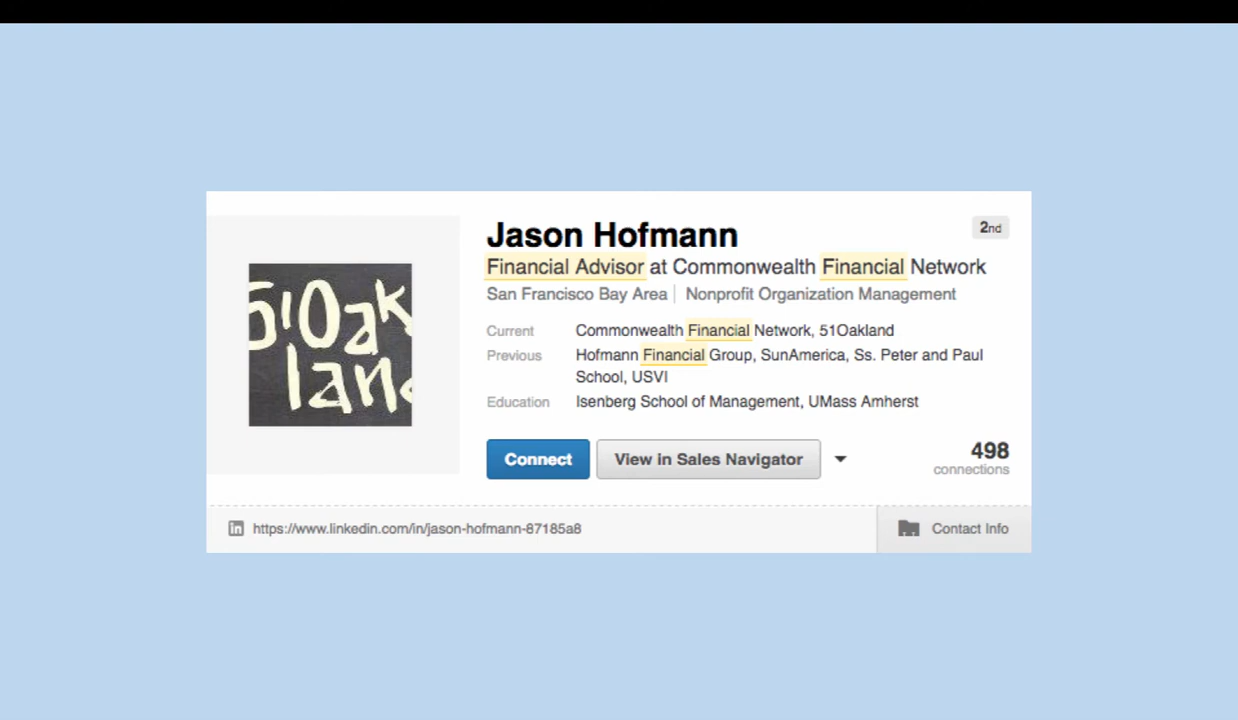 5'Oak
lan
Jason Hofmann
2nd
Financial Advisor at Commonwealth Financial Network
San Francisco Bay Area | Nonprofit Organization Management
Current Commonwealth Financial Network, 51Oakland
Previous Hofmann Financial Group, SunAmerica, Ss. Peter and Paul
School, USVI
Education Isenberg School of Management, UMass Amherst
Connect View in Sales Navigator
498
connections
in https://www.linkedin.com/in/jason-hofmann-87185a8
Contact Info